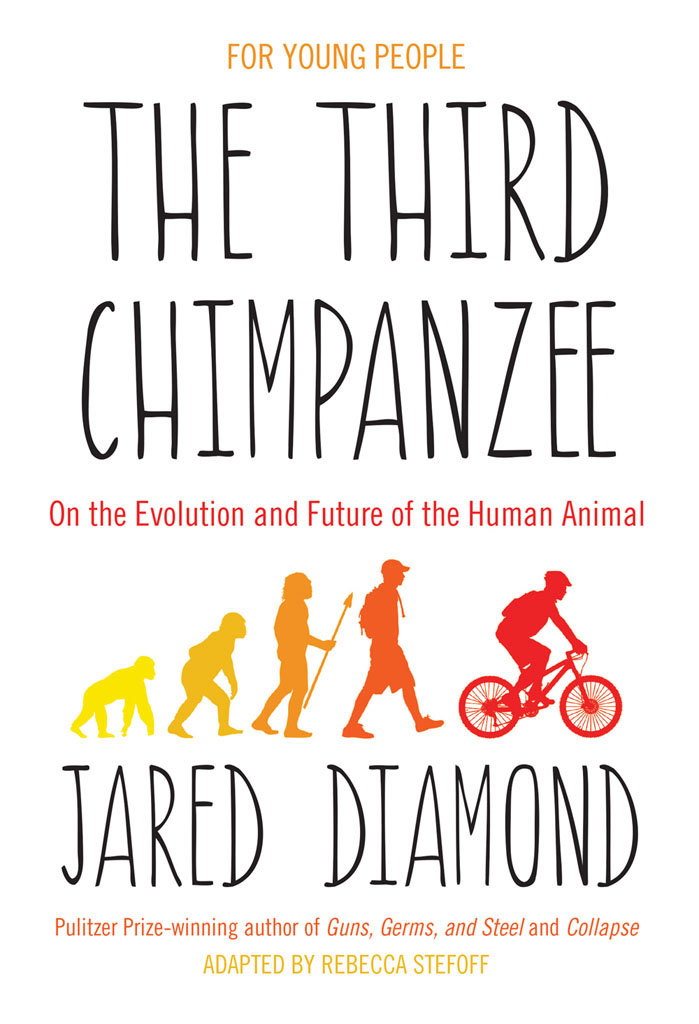 FOR YOUNG PEOPLE
THE THIRD
CHIMPANZEE
On the Evolution and Future of the Human Animal
JARED DIAMOND
Pulitzer Prize-winning author of Guns, Germs, and Steel and Collapse
ADAPTED BY REBECCA STEFOFF